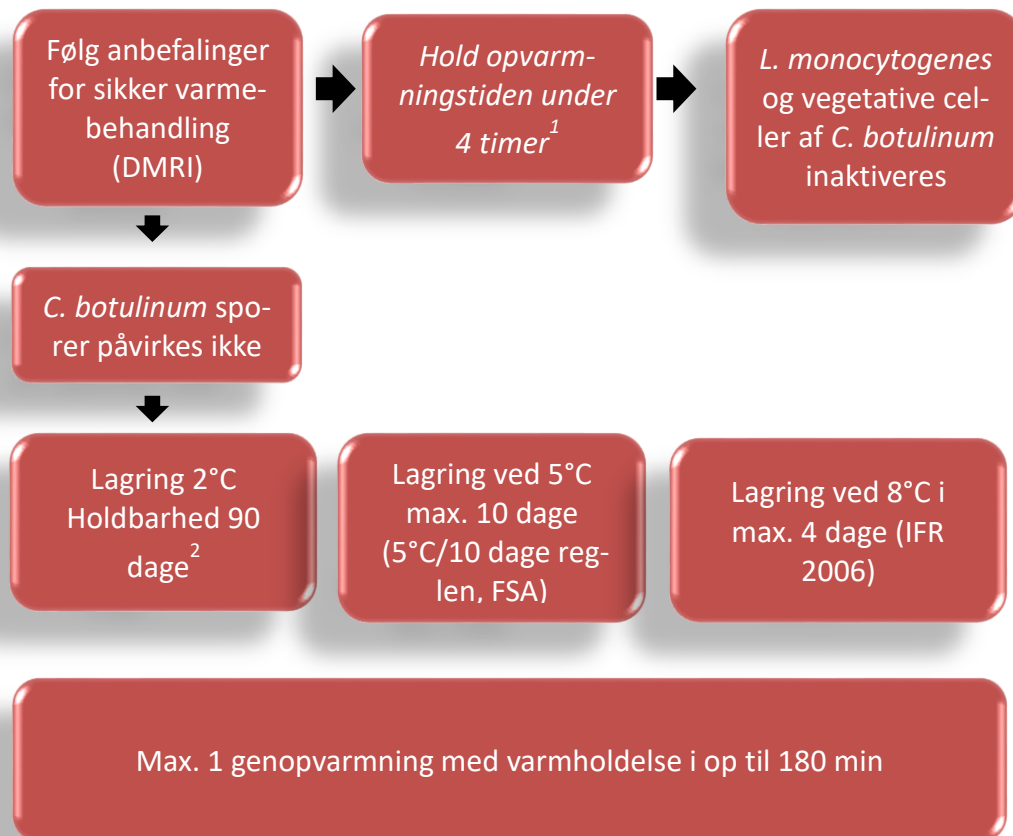 Følg anbefalinger
for sikker varme-
behandling
(DMRI)
Hold opvarm-
ningstiden under
4 timer1
L. monocytogenes
og vegetative cel-
ler af C. botulinum
inaktiveres
C. botulinum spo-
rer påvirkes ikke
Lagring 2°C
Holdbarhed 90
dage2
Lagring ved 5°C
max. 10 dage
(5°C/10 dage reg-
len, FSA)
Lagring ved 8°C i
max. 4 dage (IFR
2006)
Max. 1 genopvarmning med varmholdelse i op til 180 min